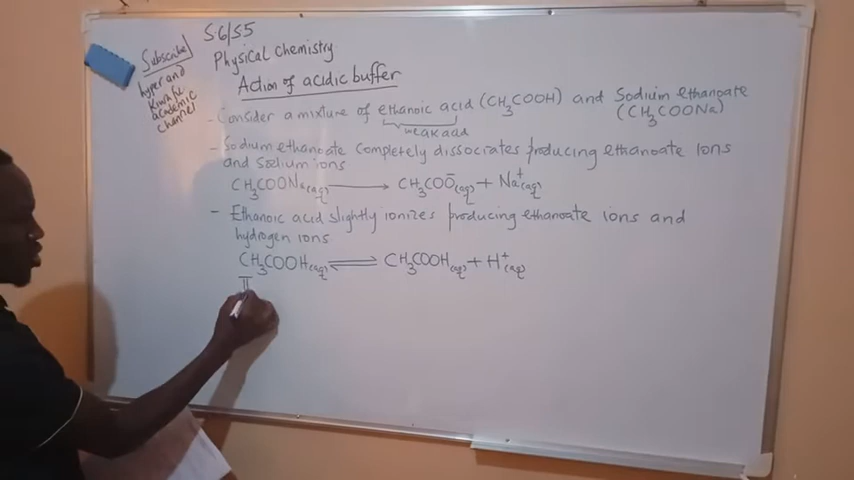 S6/S5
Subscribe
hyper and
Kiwafu
academic
channel
Physical Chemistry
Action of acidic buffer
- Consider a mixture of ethanoic acid (CH₃COOH) and Sodium ethanoate
weak acid
(CH₃COONa)
- Sodium ethanoate Completely dissociates producing ethanoate Ions
and Sodium ions
CH₃COONa(aq) → CH₃COO⁻(aq) + Na⁺(aq)
- Ethanoic acid slightly ionizes producing ethanoate ions and
hydrogen ions
CH₃COOH(aq) ⇌ CH₃COOH(aq) + H⁺(aq)